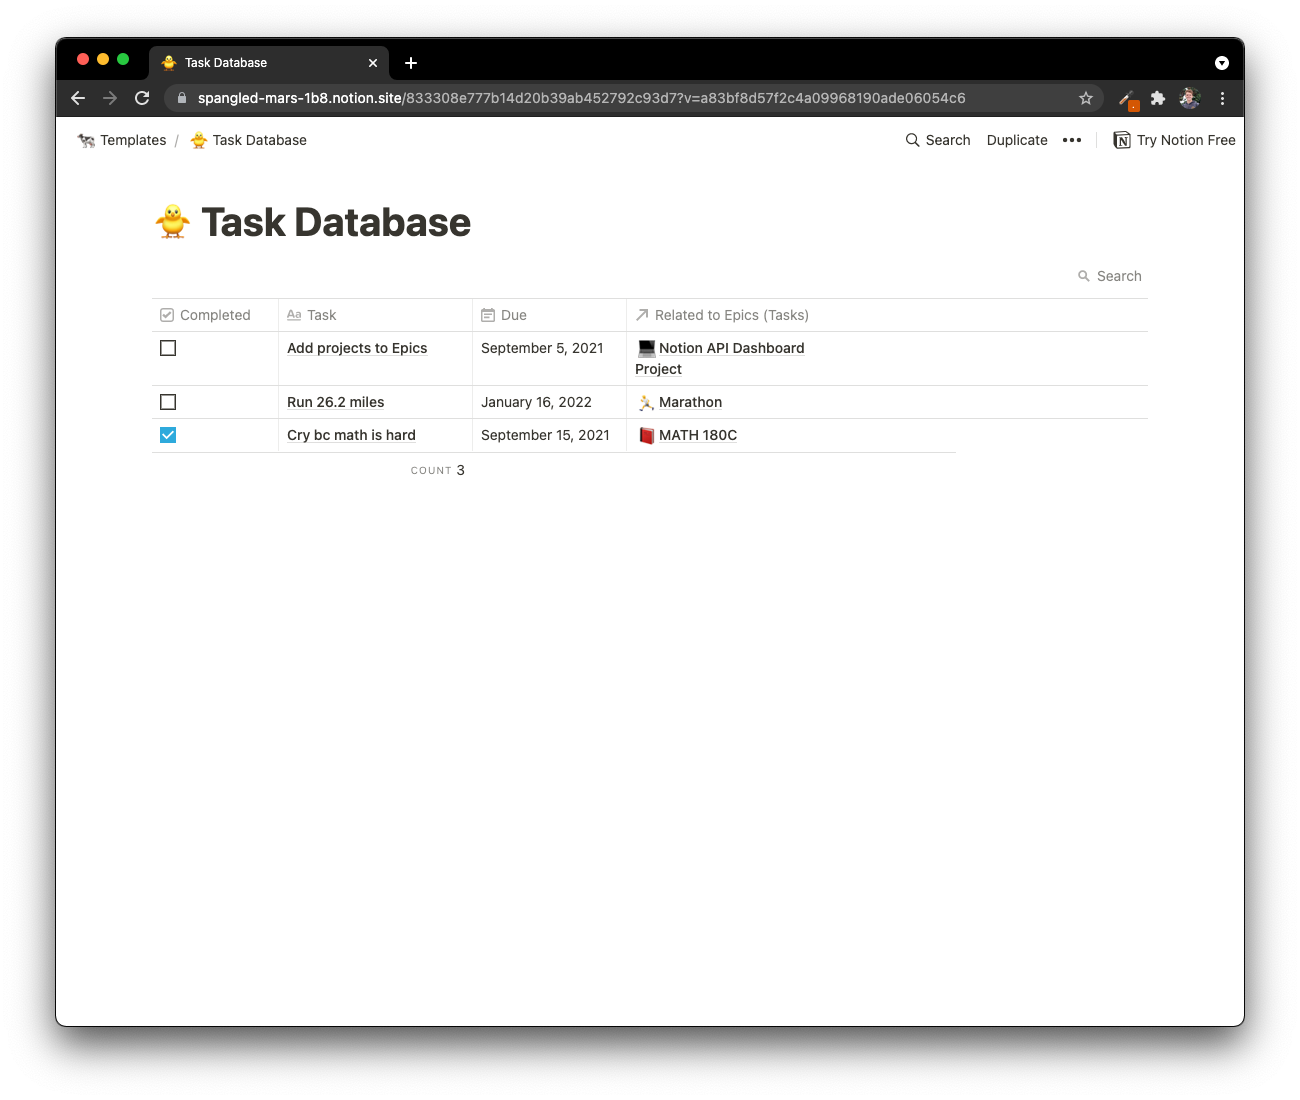 Task Database
spangled-mars-1b8.notion.site/833308e777b14d20b39ab452792c93d7?v=a83bf8d57f2c4a09968190ade06054c6
Templates / Task Database
Search Duplicate ••• Try Notion Free
Task Database
Search
Completed Aa Task Due Related to Epics (Tasks)
Add projects to Epics September 5, 2021 Notion API Dashboard
Project
Run 26.2 miles January 16, 2022 Marathon
Cry bc math is hard September 15, 2021 MATH 180C
COUNT 3